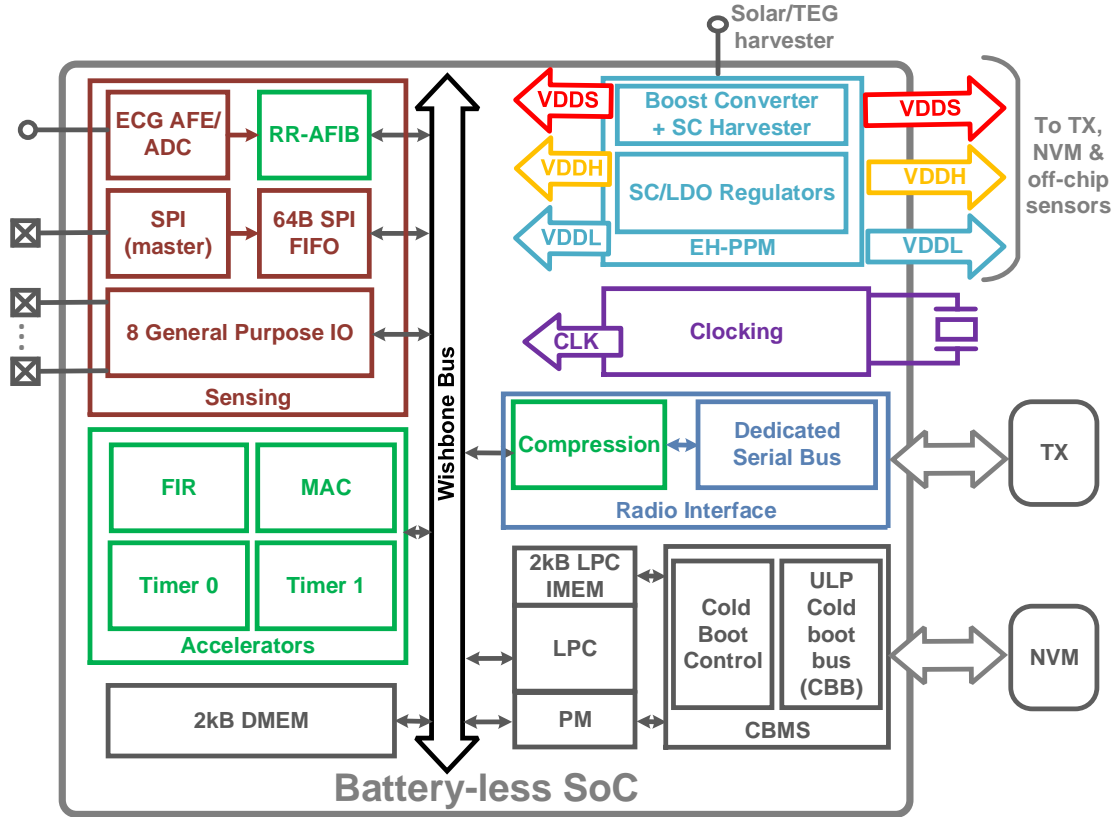 Solar/TEG
harvester
ECG AFE/
ADC
RR-AFIB
SPI
(master)
64B SPI
FIFO
8 General Purpose IO
Sensing
Wishbone Bus
VDDS
VDDH
VDDL
Boost Converter
+ SC Harvester
SC/LDO Regulators
EH-PPM
VDDS
VDDH
VDDL
To TX,
NVM &
off-chip
sensors
CLK
Clocking
FIR
MAC
Timer 0
Timer 1
Accelerators
Compression
Dedicated
Serial Bus
Radio Interface
TX
2kB DMEM
2kB LPC
IMEM
LPC
PM
Cold
Boot
Control
ULP
Cold
boot
bus
(CBB)
CBMS
NVM
Battery-less SoC